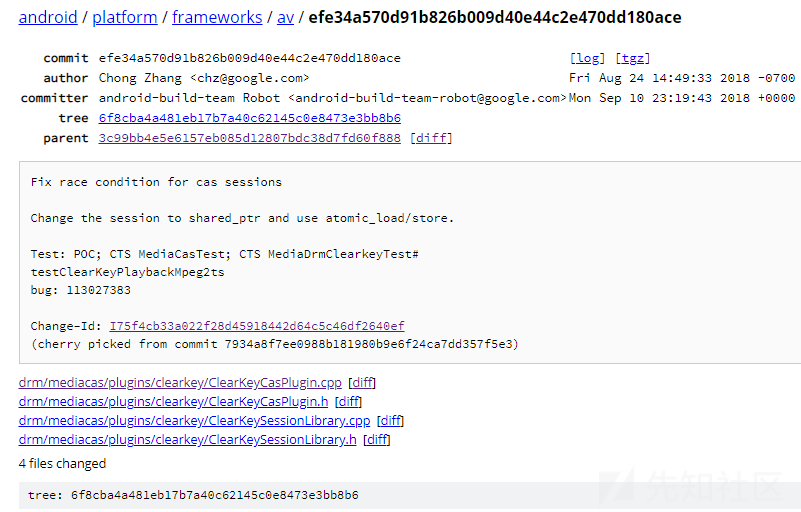 android / platform / frameworks / av / efe34a570d91b826b009d40e44c2e470dd180ace
commit efe34a570d91b826b009d40e44c2e470dd180ace [log] [tgz]
author Chong Zhang <chz@google.com> Fri Aug 24 14:49:33 2018 -0700
committer android-build-team Robot <android-build-team-robot@google.com> Mon Sep 10 23:19:43 2018 +0000
tree 6f8cba4a481eb17b7a40c62145c0e8473e3bb8b6
parent 3c99bb4e5e6157eb085d12807bdc38d7fd60f888 [diff]
Fix race condition for cas sessions
Change the session to shared_ptr and use atomic_load/store.
Test: POC; CTS MediaCasTest; CTS MediaDrmClearkeyTest#
testClearKeyPlaybackMpeg2ts
bug: 113027383
Change-Id: I75f4cb33a022f28d45918442d64c5c46df2640ef
(cherry picked from commit 7934a8f7ee0988b181980b9e6f24ca7dd357f5e3)
drm/mediacas/plugins/clearkey/ClearKeyCasPlugin.cpp [diff]
drm/mediacas/plugins/clearkey/ClearKeyCasPlugin.h [diff]
drm/mediacas/plugins/clearkey/ClearKeySessionLibrary.cpp [diff]
drm/mediacas/plugins/clearkey/ClearKeySessionLibrary.h [diff]
4 files changed
tree: 6f8cba4a481eb17b7a40c62145c0e8473e3bb8b6
先知社区